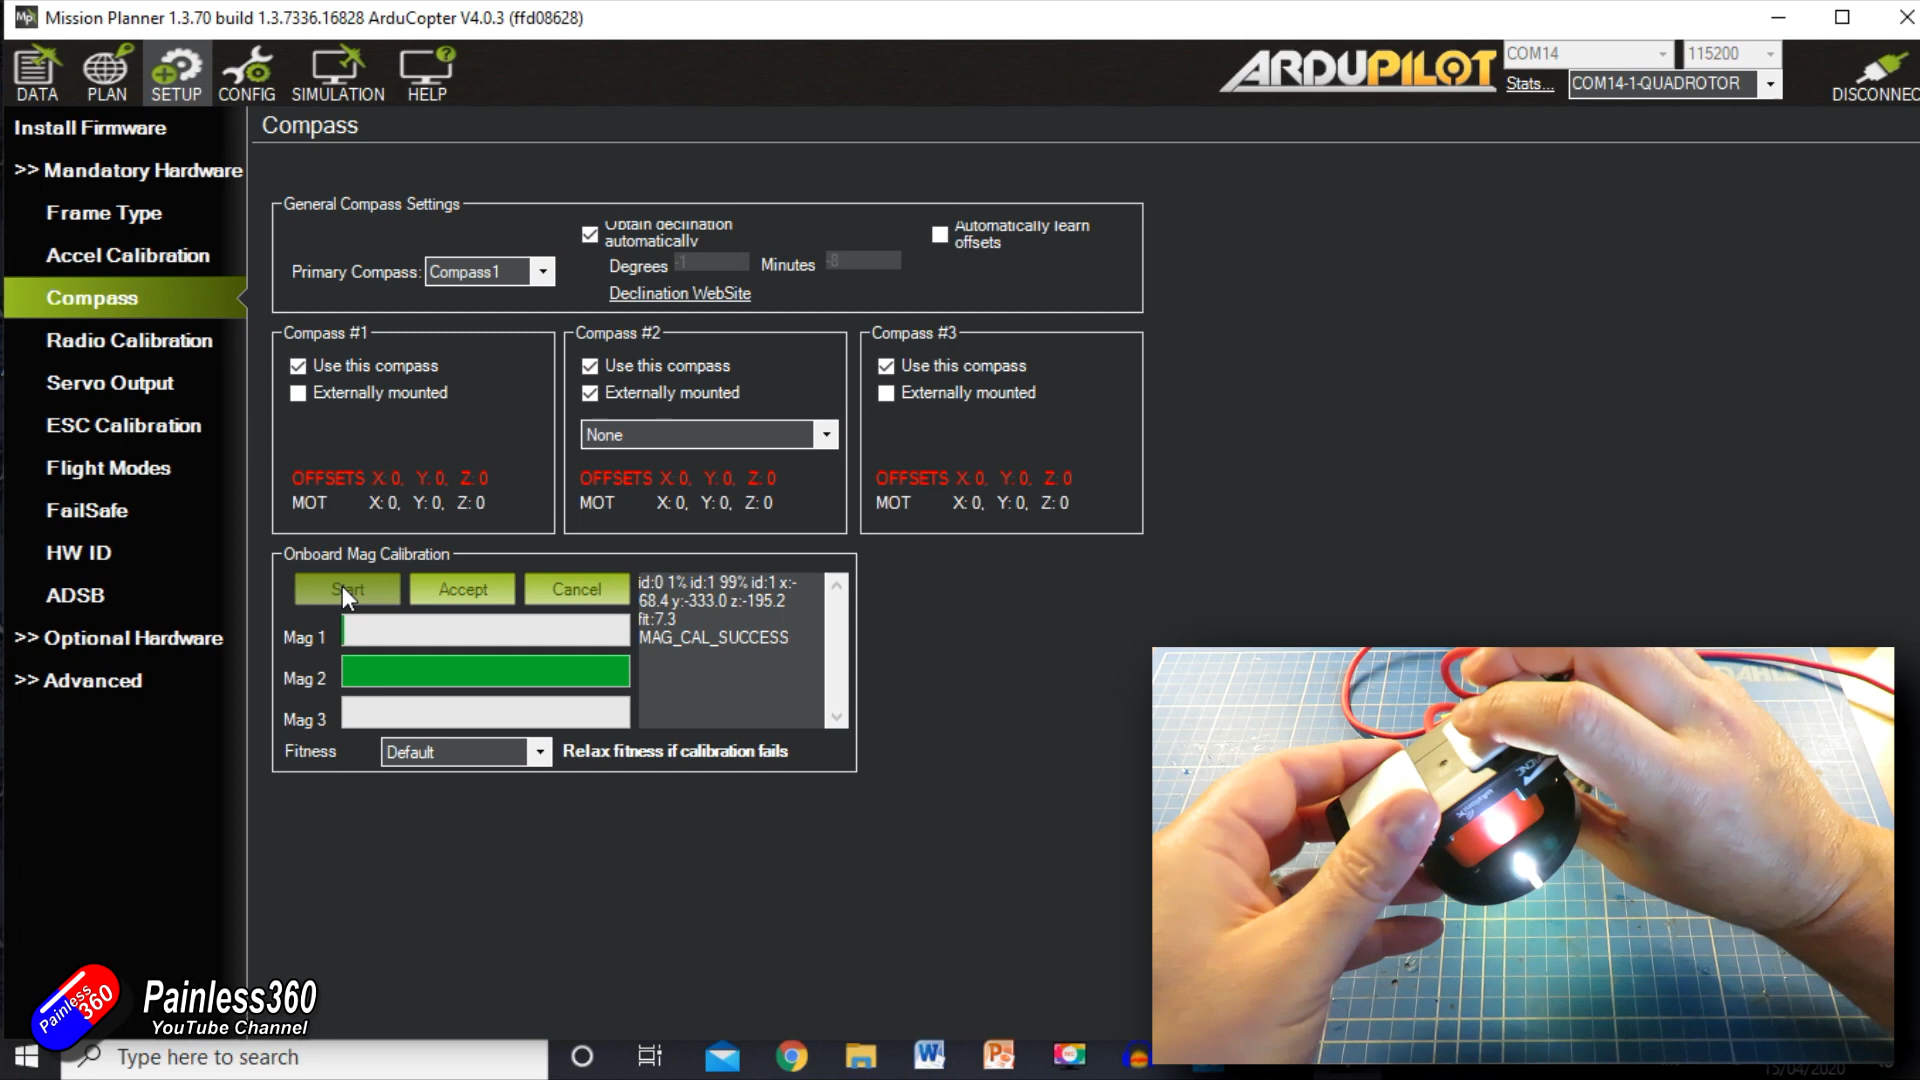 Mission Planner 1.3.70 build 1.3.7336.16828 ArduCopter V4.0.3 (ffd08628)
DATA PLAN SETUP CONFIG SIMULATION HELP
ARDUPILOT
COM14 115200
Stats... COM14-1-QUADROTOR
DISCONNEC
Install Firmware
>> Mandatory Hardware
Frame Type
Accel Calibration
Compass
Radio Calibration
Servo Output
ESC Calibration
Flight Modes
FailSafe
HW ID
ADSB
>> Optional Hardware
>> Advanced
Compass
General Compass Settings
Primary Compass: Compass1
Obtain declination
automatically
Degrees -1 Minutes -8
Declination WebSite
Automatically learn
offsets
Compass #1
Use this compass
Externally mounted
OFFSETS X: 0, Y: 0, Z: 0
MOT X: 0, Y: 0, Z: 0
Compass #2
Use this compass
Externally mounted
None
OFFSETS X: 0, Y: 0, Z: 0
MOT X: 0, Y: 0, Z: 0
Compass #3
Use this compass
Externally mounted
OFFSETS X: 0, Y: 0, Z: 0
MOT X: 0, Y: 0, Z: 0
Onboard Mag Calibration
Start Accept Cancel
Mag 1
Mag 2
Mag 3
id:0 1% id:1 99% id:1 x:-
68.4 y:-333.0 z:-195.2
fit:7.3
MAG_CAL_SUCCESS
Fitness Default Relax fitness if calibration fails
Painless
360
Painless360
YouTube Channel
Type here to search
15/04/2020